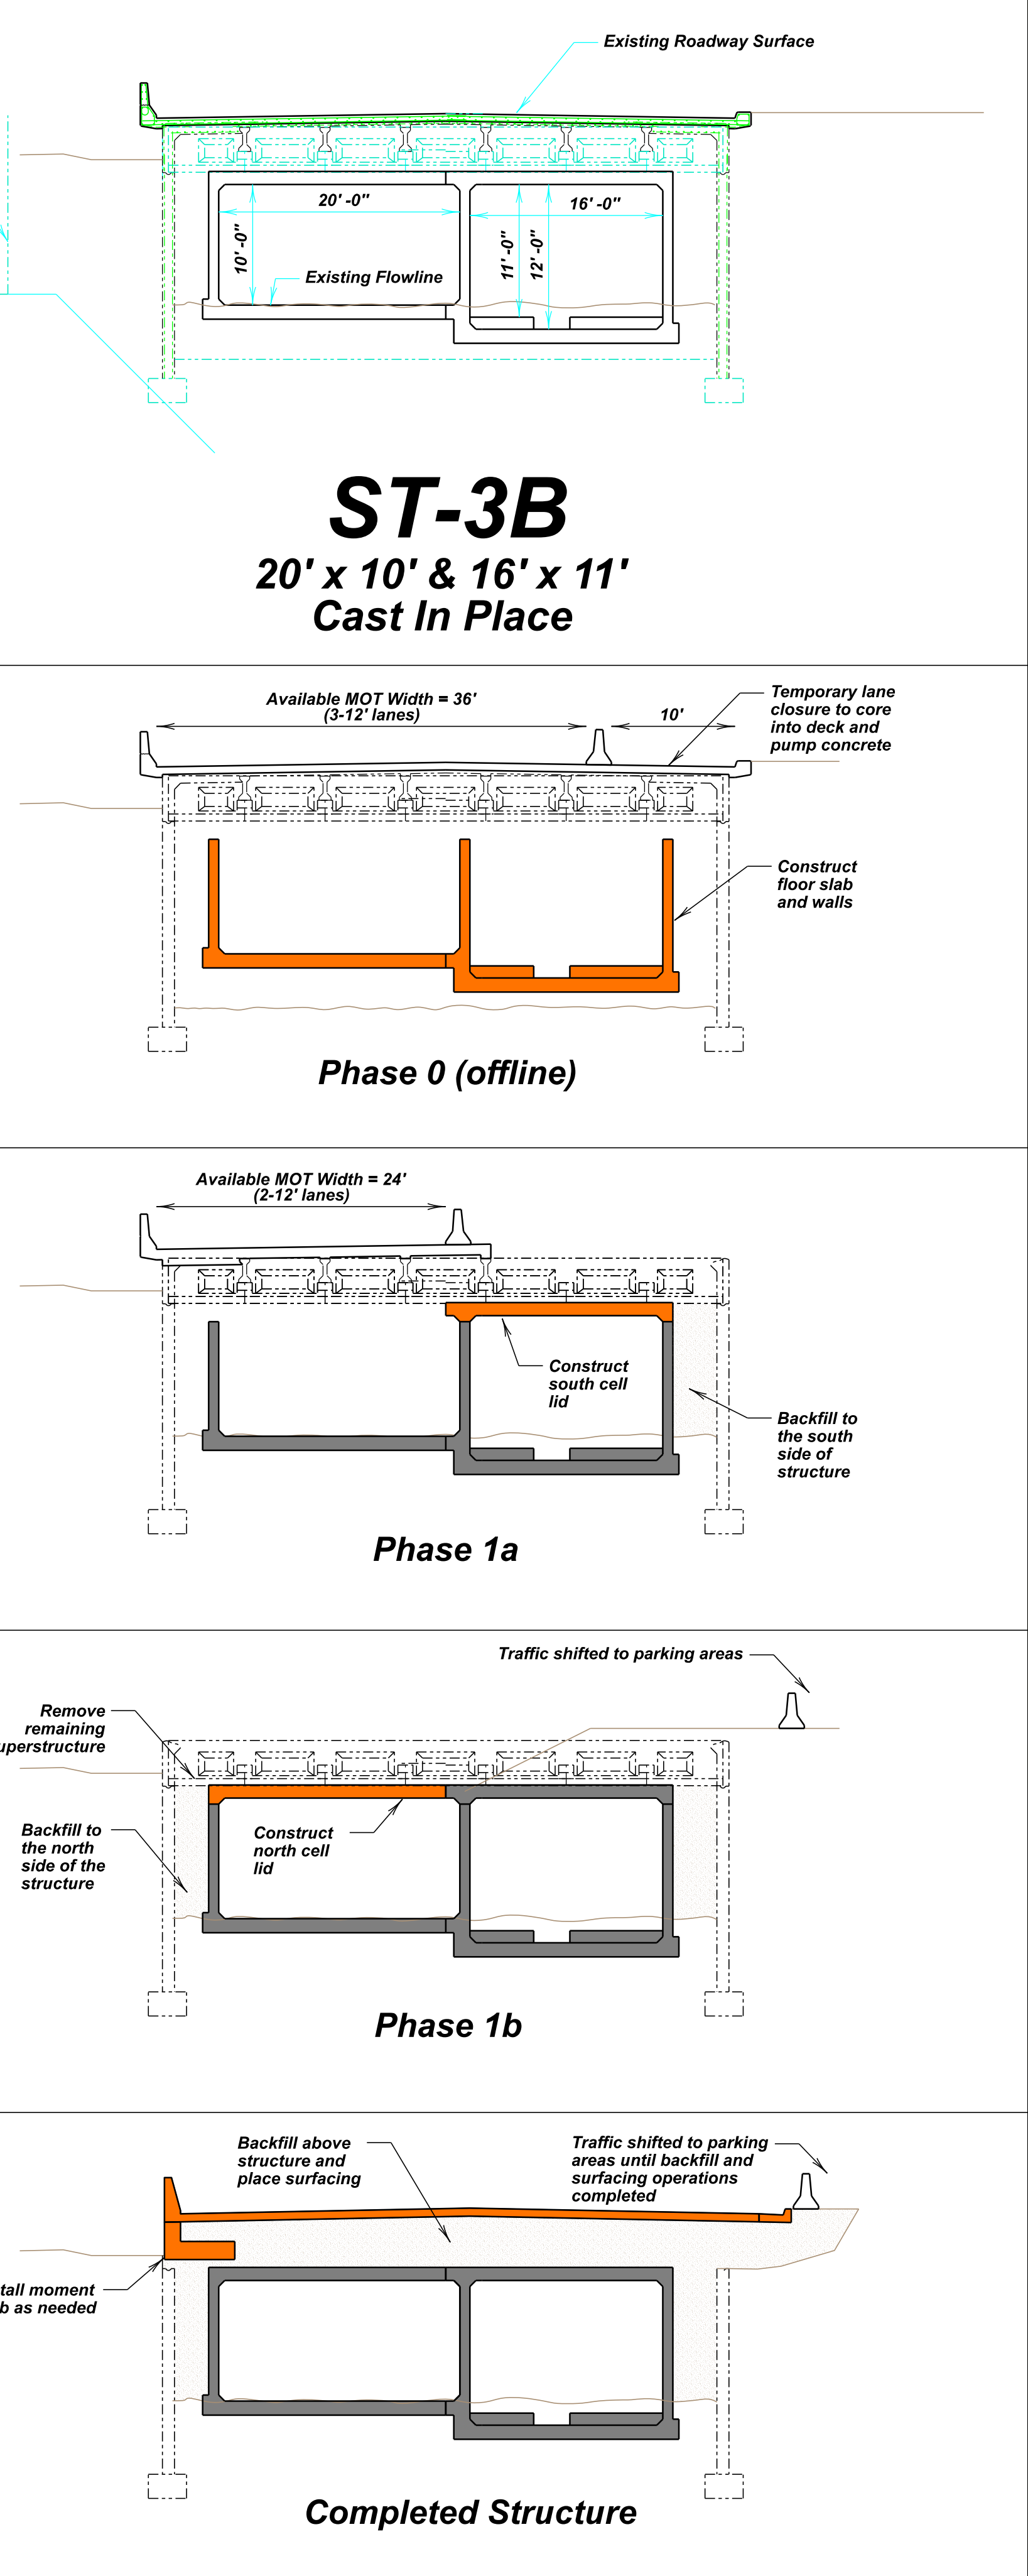 Existing Roadway Surface
20' -0"
16' -0"
10' -0"
11' -0"
12' -0"
Existing Flowline
ST-3B
20' x 10' & 16' x 11'
Cast In Place
Available MOT Width = 36'
(3-12' lanes)
10'
Temporary lane
closure to core
into deck and
pump concrete
Construct
floor slab
and walls
Phase 0 (offline)
Available MOT Width = 24'
(2-12' lanes)
Construct
south cell
lid
Backfill to
the south
side of
structure
Phase 1a
Traffic shifted to parking areas
Remove
remaining
uperstructure
Backfill to
the north
side of the
structure
Construct
north cell
lid
Phase 1b
Backfill above
structure and
place surfacing
Traffic shifted to parking
areas until backfill and
surfacing operations
completed
tall moment
b as needed
Completed Structure